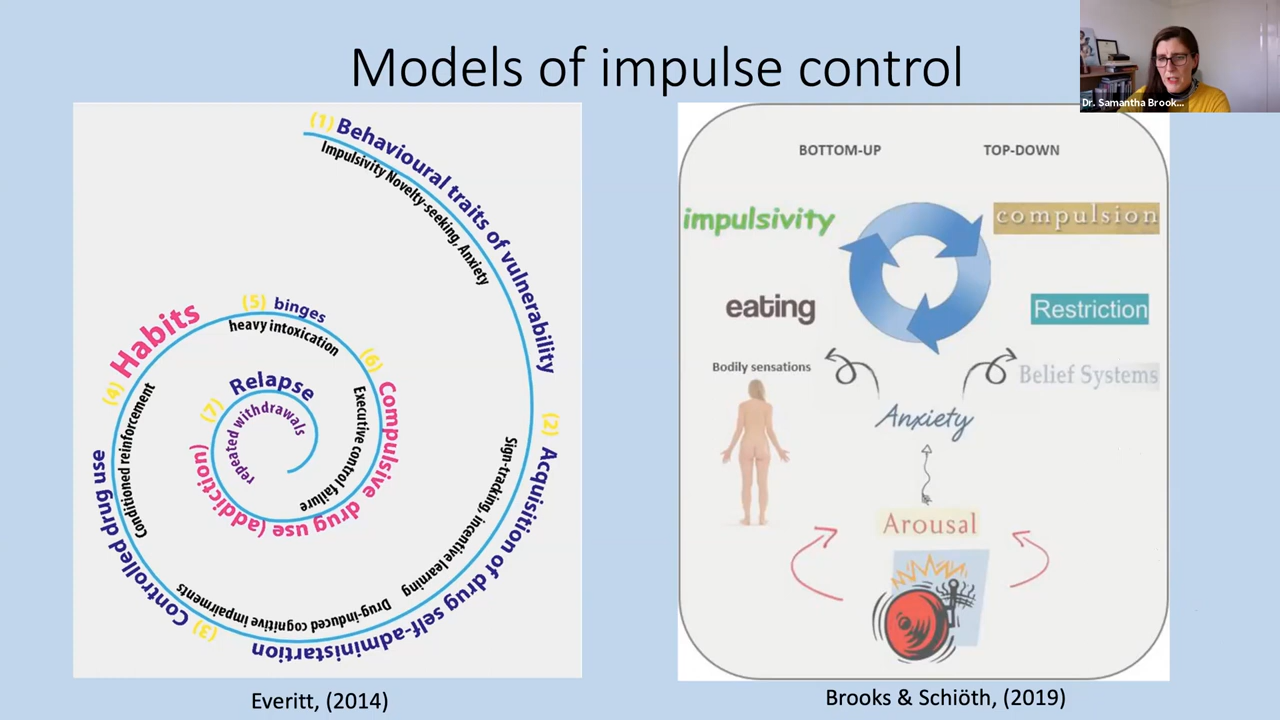 Models of impulse control
Dr. Samantha Brook...
(1) Behavioural traits of vulnerability
Impulsivity Novelty-seeking, Anxiety
(2) Acquisition of drug self-administartion
Sign-tracking, incentive learning
Drug-induced cognitive impairments
(3) Controlled drug use
Conditioned reinforcement
(4) Habits
(5) binges
heavy intoxication
(6) Compulsive drug use (addiction)
Executive control failure
(7) Relapse
repeated withdrawals
Everitt, (2014)
BOTTOM-UP
TOP-DOWN
impulsivity
compulsion
eating
Restriction
Bodily sensations
Belief Systems
Anxiety
Arousal
Brooks & Schiöth, (2019)